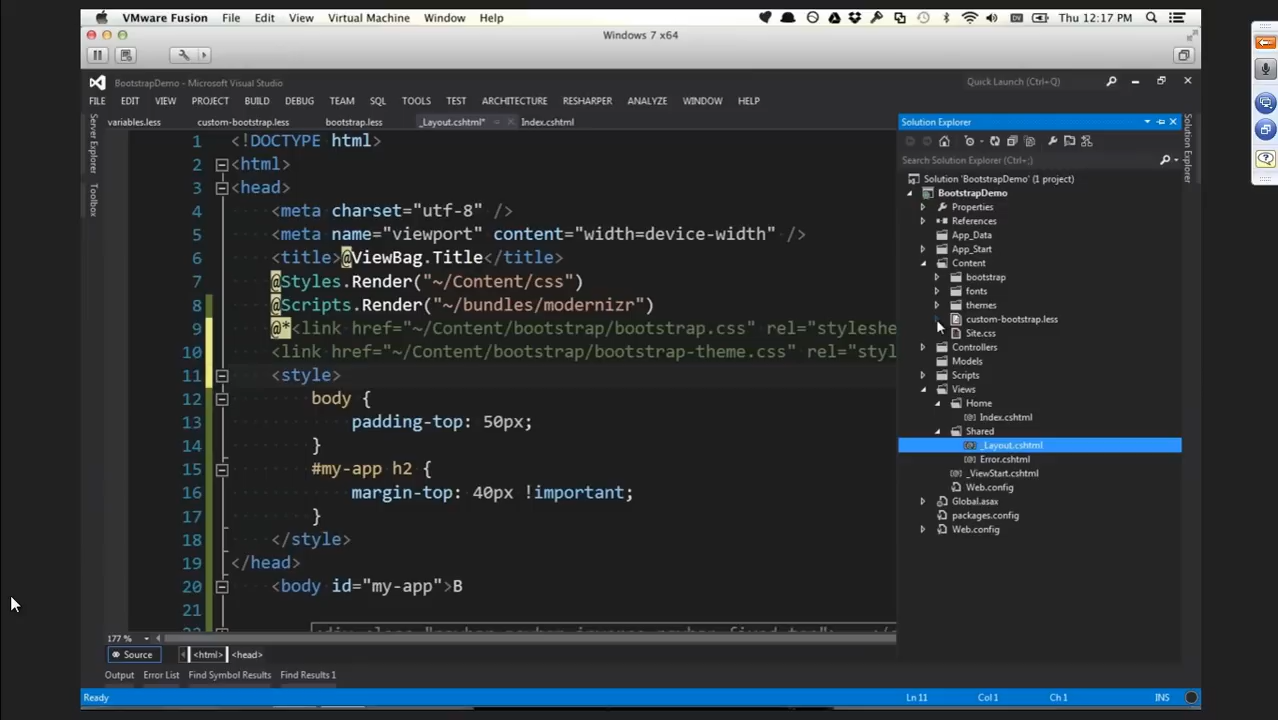 VMware Fusion File Edit View Virtual Machine Window Help Thu 12:17 PM
Windows 7 x64
BootstrapDemo - Microsoft Visual Studio Quick Launch (Ctrl+Q)
FILE EDIT VIEW PROJECT BUILD DEBUG TEAM SQL TOOLS TEST ARCHITECTURE RESHARPER ANALYZE WINDOW HELP
Server Explorer
Toolbox
variables.less custom-bootstrap.less bootstrap.less _Layout.cshtml* Index.cshtml
1 <!DOCTYPE html>
2 <html>
3 <head>
4 <meta charset="utf-8" />
5 <meta name="viewport" content="width=device-width" />
6 <title>@ViewBag.Title</title>
7 @Styles.Render("~/Content/css")
8 @Scripts.Render("~/bundles/modernizr")
9 @*<link href="~/Content/bootstrap/bootstrap.css" rel="styleshe
10 <link href="~/Content/bootstrap/bootstrap-theme.css" rel="styl
11 <style>
12 body {
13 padding-top: 50px;
14 }
15 #my-app h2 {
16 margin-top: 40px !important;
17 }
18 </style>
19 </head>
20 <body id="my-app">B
21
177 %
Source <html> <head>
Output Error List Find Symbol Results Find Results 1
Ready Ln 11 Col 1 Ch 1 INS
Solution Explorer
Search Solution Explorer (Ctrl+;)
Solution 'BootstrapDemo' (1 project)
BootstrapDemo
Properties
References
App_Data
App_Start
Content
bootstrap
fonts
themes
custom-bootstrap.less
Site.css
Controllers
Models
Scripts
Views
Home
Index.cshtml
Shared
_Layout.cshtml
Error.cshtml
_ViewStart.cshtml
Web.config
Global.asax
packages.config
Web.config
Solution Explorer